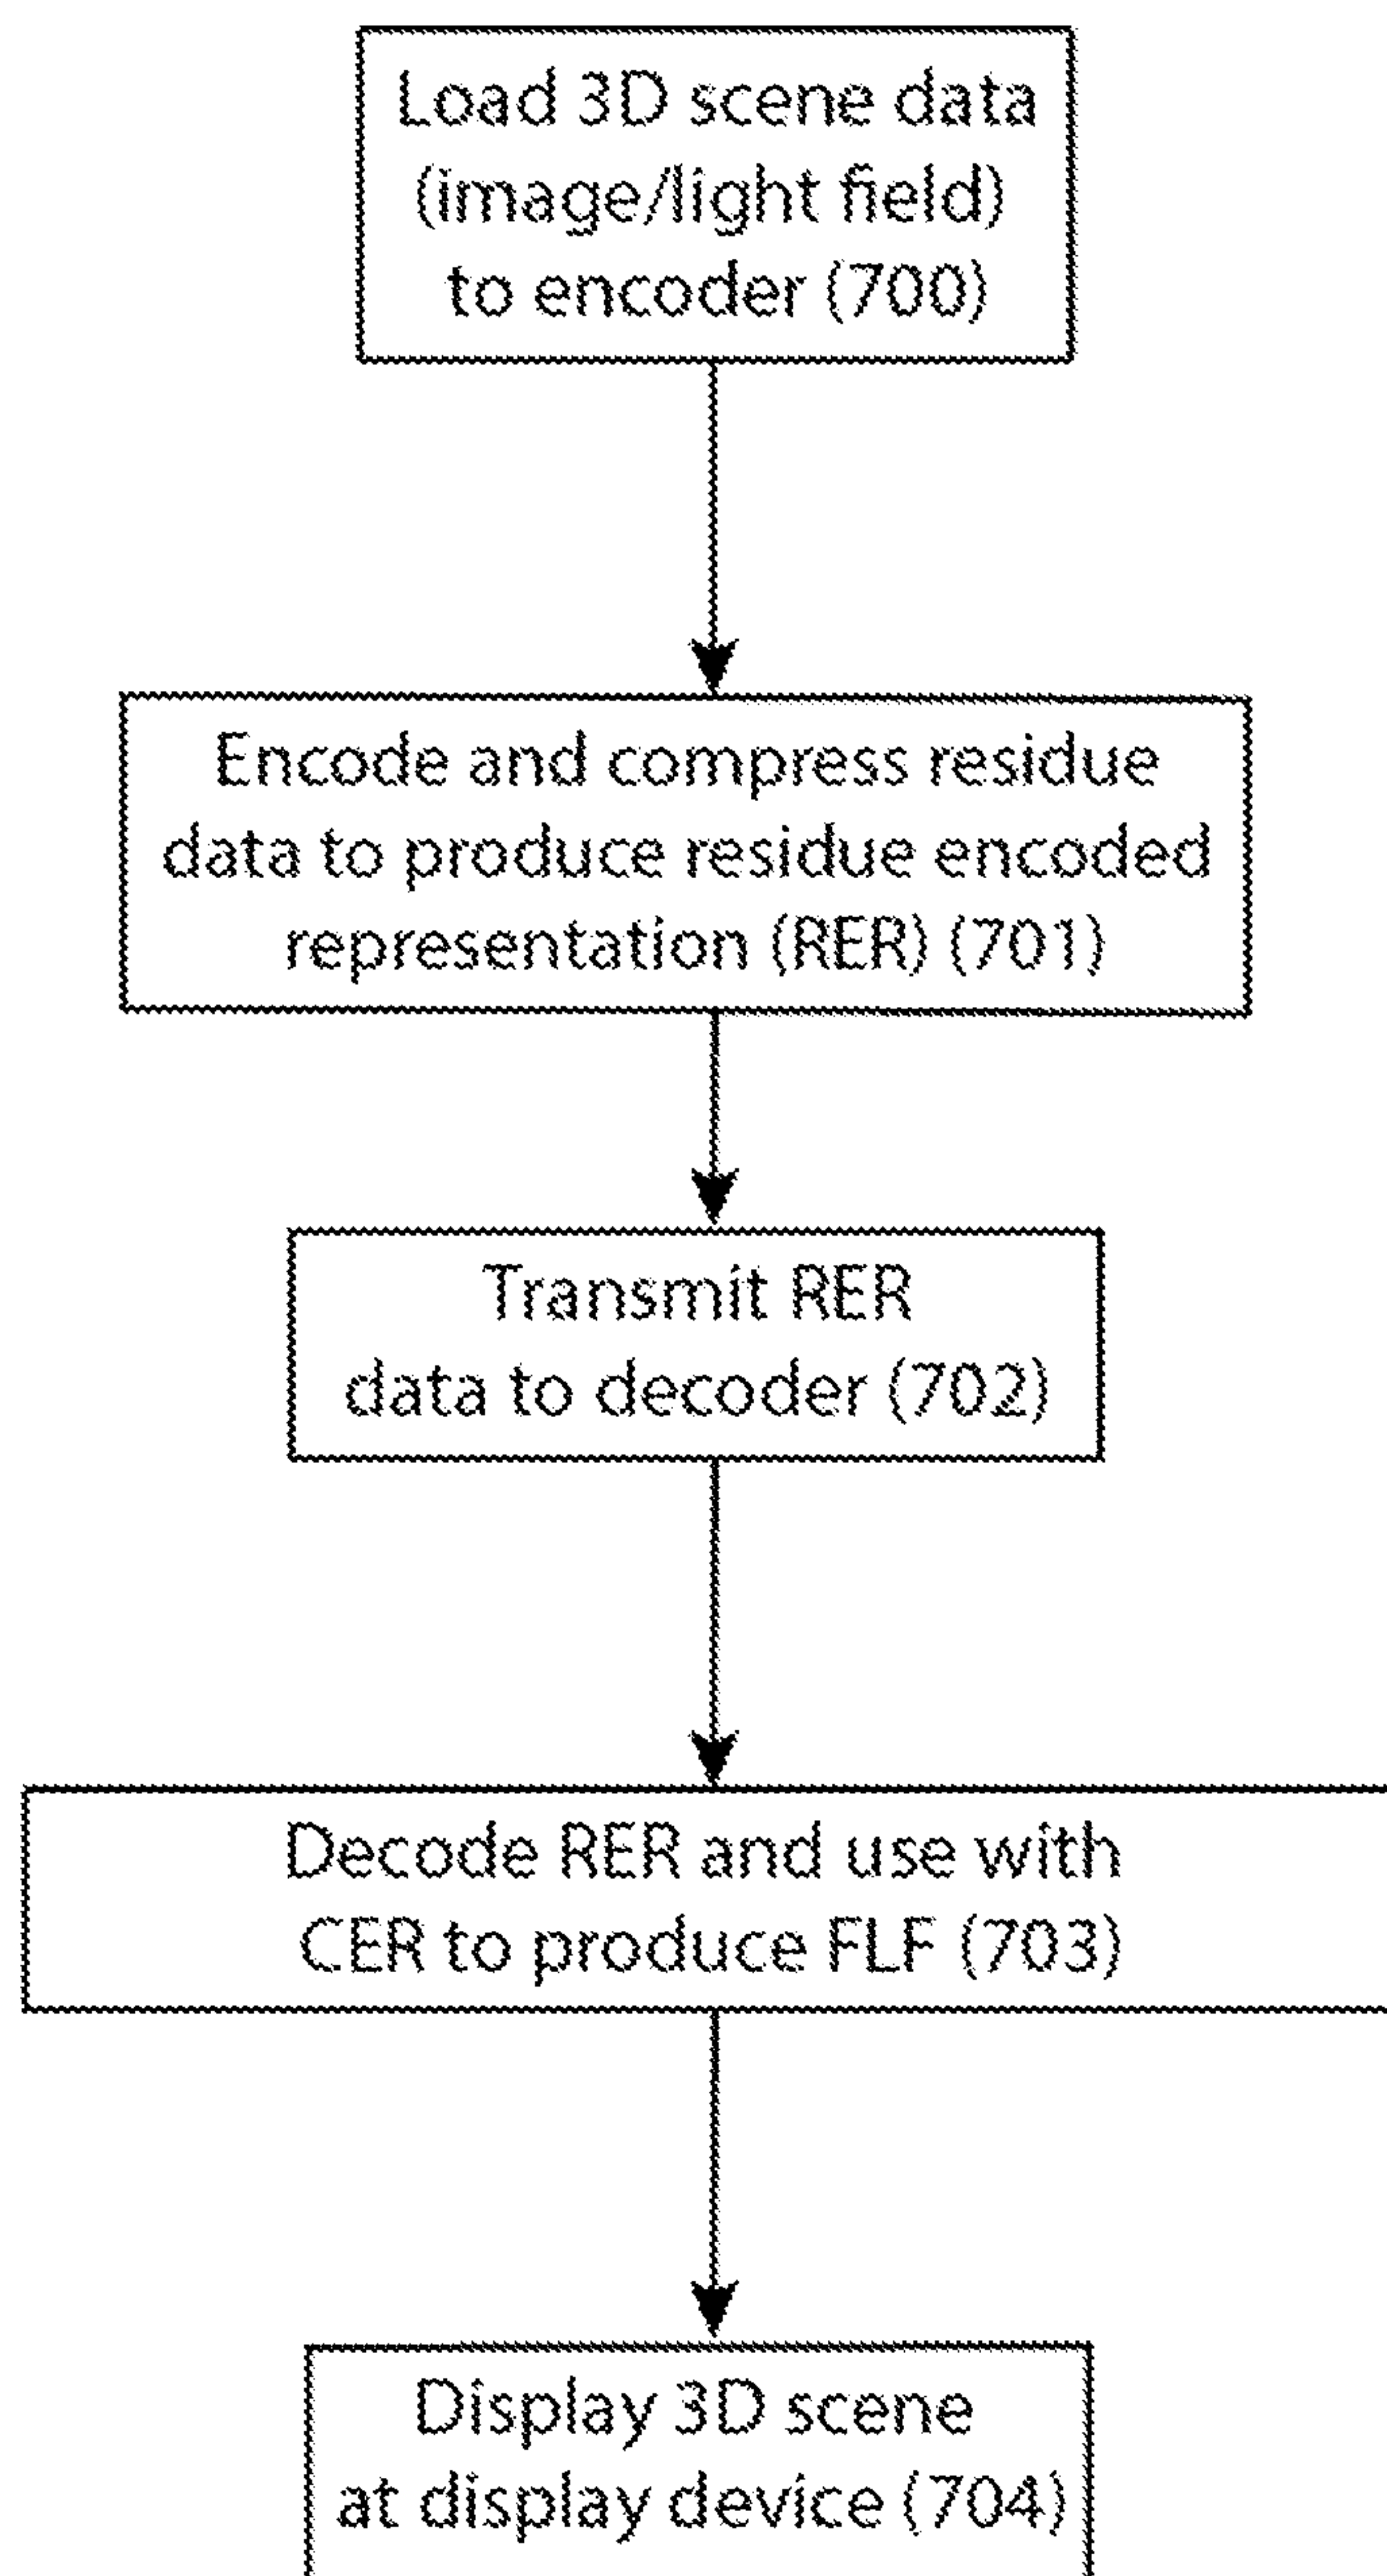 Load 3D scene data
(image/light field)
to encoder (700)
Encode and compress residue
data to produce residue encoded
representation (RER) (701)
Transmit RER
data to decoder (702)
Decode RER and use with
CER to produce FLF (703)
Display 3D scene
at display device (704)